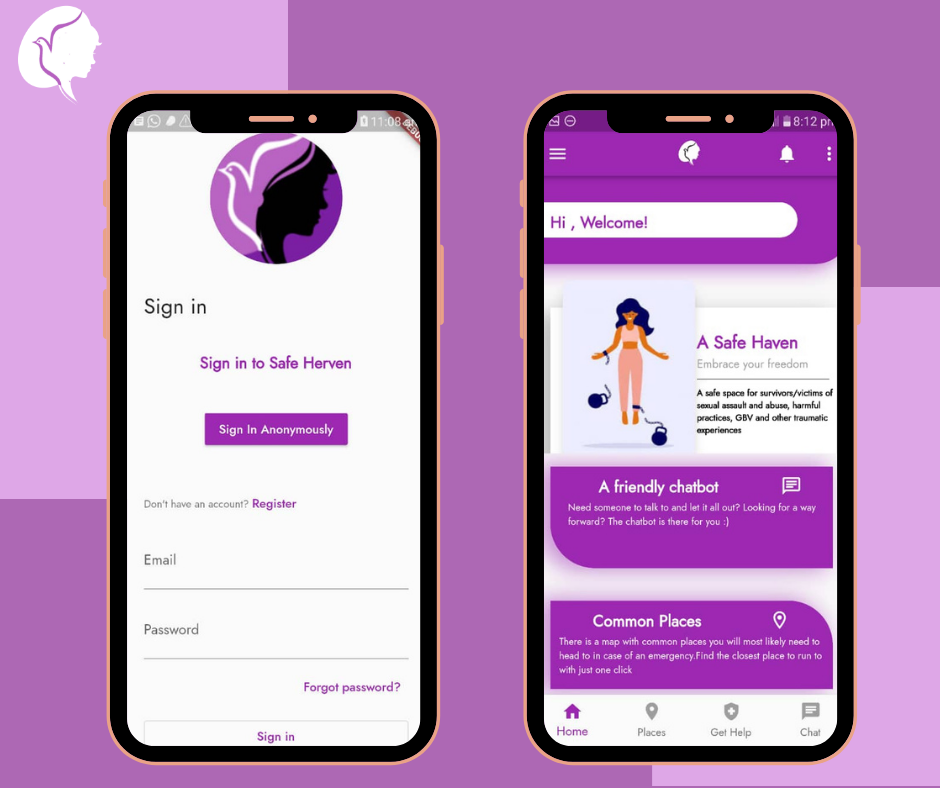 11:08
Sign in
Sign in to Safe Herven
Sign In Anonymously
Don't have an account? Register
Email
Password
Forgot password?
Sign in
8:12 pm
Hi , Welcome!
A Safe Haven
Embrace your freedom
A safe space for survivors/victims of
sexual assault and abuse, harmful
practices, GBV and other traumatic
experiences
A friendly chatbot
Need someone to talk to and let it all out? Looking for a way
forward? The chatbot is there for you :)
Common Places
There is a map with common places you will most likely need to
head to in case of an emergency.Find the closest place to run to
with just one click
Home Places Get Help Chat